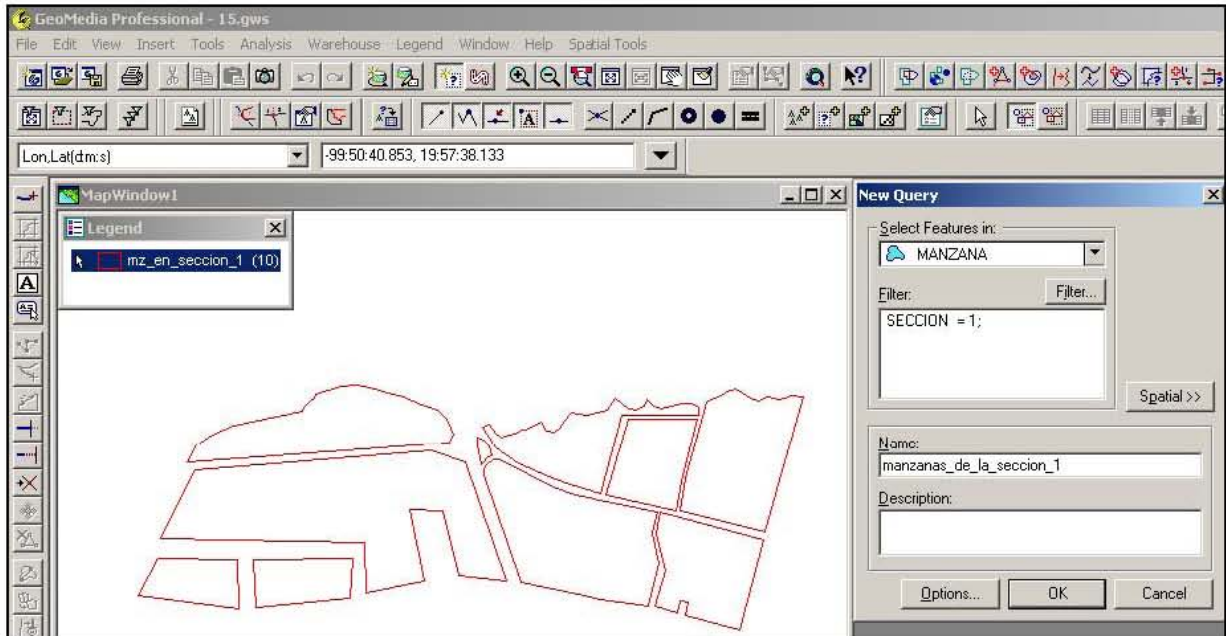 GeoMedia Professional - 15.gws
File Edit View Insert Tools Analysis Warehouse Legend Window Help Spatial Tools
Lon,Lat(d:m:s) -99:50:40.853, 19:57:38.133
MapWindow1
Legend
mz_en_seccion_1 (10)
New Query
Select Features in:
MANZANA
Filter: Filter...
SECCION = 1;
Spatial >>
Name:
manzanas_de_la_seccion_1
Description:
Options... OK Cancel